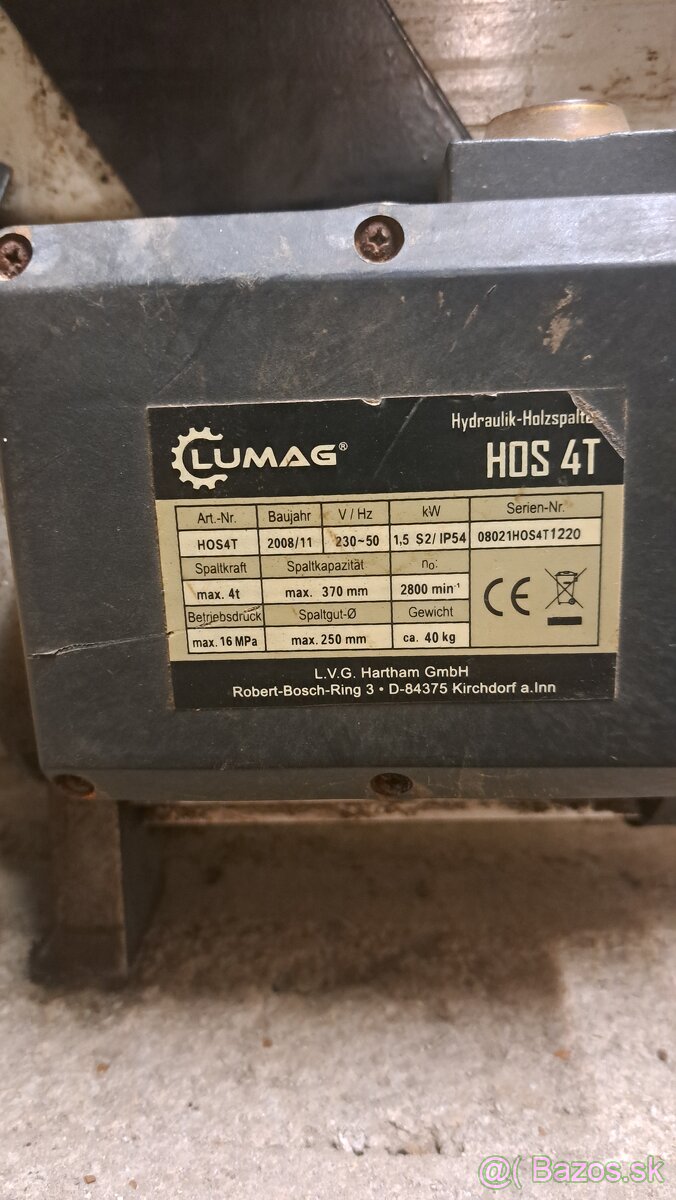 Hydraulik-Holzspalte
LUMAG®
HOS 4T
Art.-Nr. Baujahr V / Hz kW Serien-Nr.
HOS4T 2008/11 230~50 1,5 S2/ IP54 08021HOS4T1220
Spaltkraft Spaltkapazität n₀:
max. 4t max. 370 mm 2800 min⁻¹
Betriebsdruck Spaltgut-Ø Gewicht
max. 16 MPa max. 250 mm ca. 40 kg
CE
L.V.G. Hartham GmbH
Robert-Bosch-Ring 3 • D-84375 Kirchdorf a.Inn
@( Bazos.sk